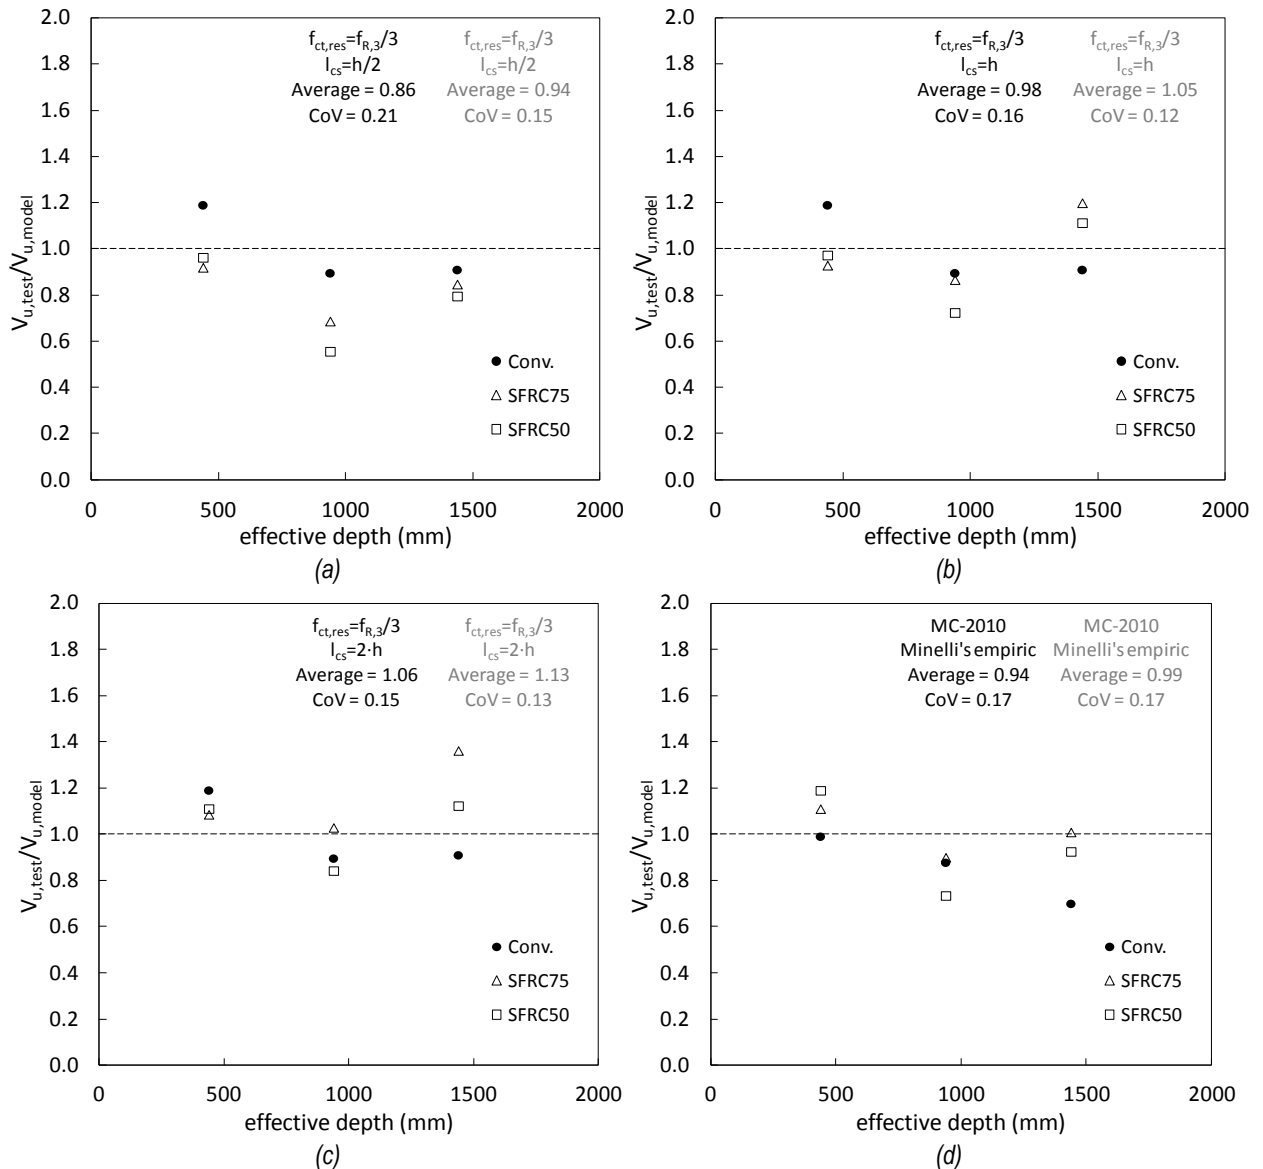 2.0
1.8
1.6
1.4
1.2
1.0
0.8
0.6
0.4
0.2
0.0
V_u,test/V_u,model
f_ct,res=f_R,3/3
l_cs=h/2
Average = 0.86
CoV = 0.21
f_ct,res=f_R,3/3
l_cs=h/2
Average = 0.94
CoV = 0.15
Conv.
SFRC75
SFRC50
0 500 1000 1500 2000
effective depth (mm)
(a)
2.0
1.8
1.6
1.4
1.2
1.0
0.8
0.6
0.4
0.2
0.0
V_u,test/V_u,model
f_ct,res=f_R,3/3
l_cs=h
Average = 0.98
CoV = 0.16
f_ct,res=f_R,3/3
l_cs=h
Average = 1.05
CoV = 0.12
Conv.
SFRC75
SFRC50
0 500 1000 1500 2000
effective depth (mm)
(b)
2.0
1.8
1.6
1.4
1.2
1.0
0.8
0.6
0.4
0.2
0.0
V_u,test/V_u,model
f_ct,res=f_R,3/3
l_cs=2·h
Average = 1.06
CoV = 0.15
f_ct,res=f_R,3/3
l_cs=2·h
Average = 1.13
CoV = 0.13
Conv.
SFRC75
SFRC50
0 500 1000 1500 2000
effective depth (mm)
(c)
2.0
1.8
1.6
1.4
1.2
1.0
0.8
0.6
0.4
0.2
0.0
V_u,test/V_u,model
MC-2010
Minelli's empiric
Average = 0.94
CoV = 0.17
MC-2010
Minelli's empiric
Average = 0.99
CoV = 0.17
Conv.
SFRC75
SFRC50
0 500 1000 1500 2000
effective depth (mm)
(d)